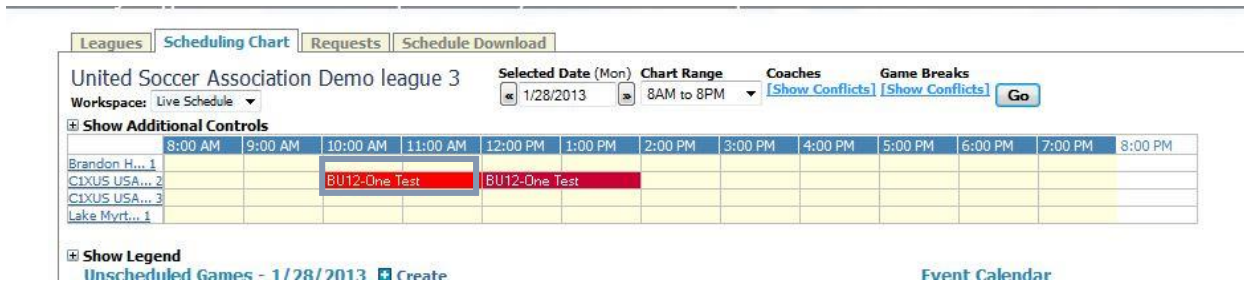 Leagues Scheduling Chart Requests Schedule Download
United Soccer Association Demo league 3
Selected Date (Mon) Chart Range Coaches Game Breaks
« 1/28/2013 » 8AM to 8PM [Show Conflicts] [Show Conflicts] Go
Workspace: Live Schedule
Show Additional Controls
8:00 AM 9:00 AM 10:00 AM 11:00 AM 12:00 PM 1:00 PM 2:00 PM 3:00 PM 4:00 PM 5:00 PM 6:00 PM 7:00 PM 8:00 PM
Brandon H... 1
C1XUS USA... 2 BU12-One Test BU12-One Test
C1XUS USA... 3
Lake Myrt... 1
Show Legend
Unscheduled Games - 1/28/2013 Create Event Calendar